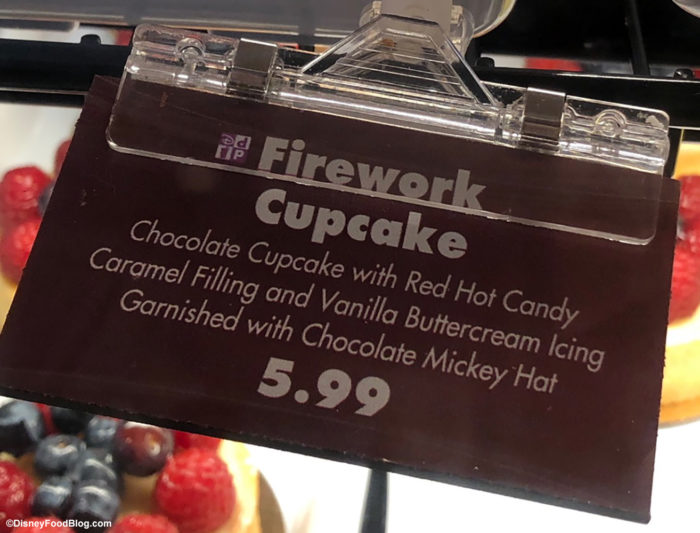 Firework
Cupcake
Chocolate Cupcake with Red Hot Candy
Caramel Filling and Vanilla Buttercream Icing
Garnished with Chocolate Mickey Hat
5.99
©DisneyFoodBlog.com